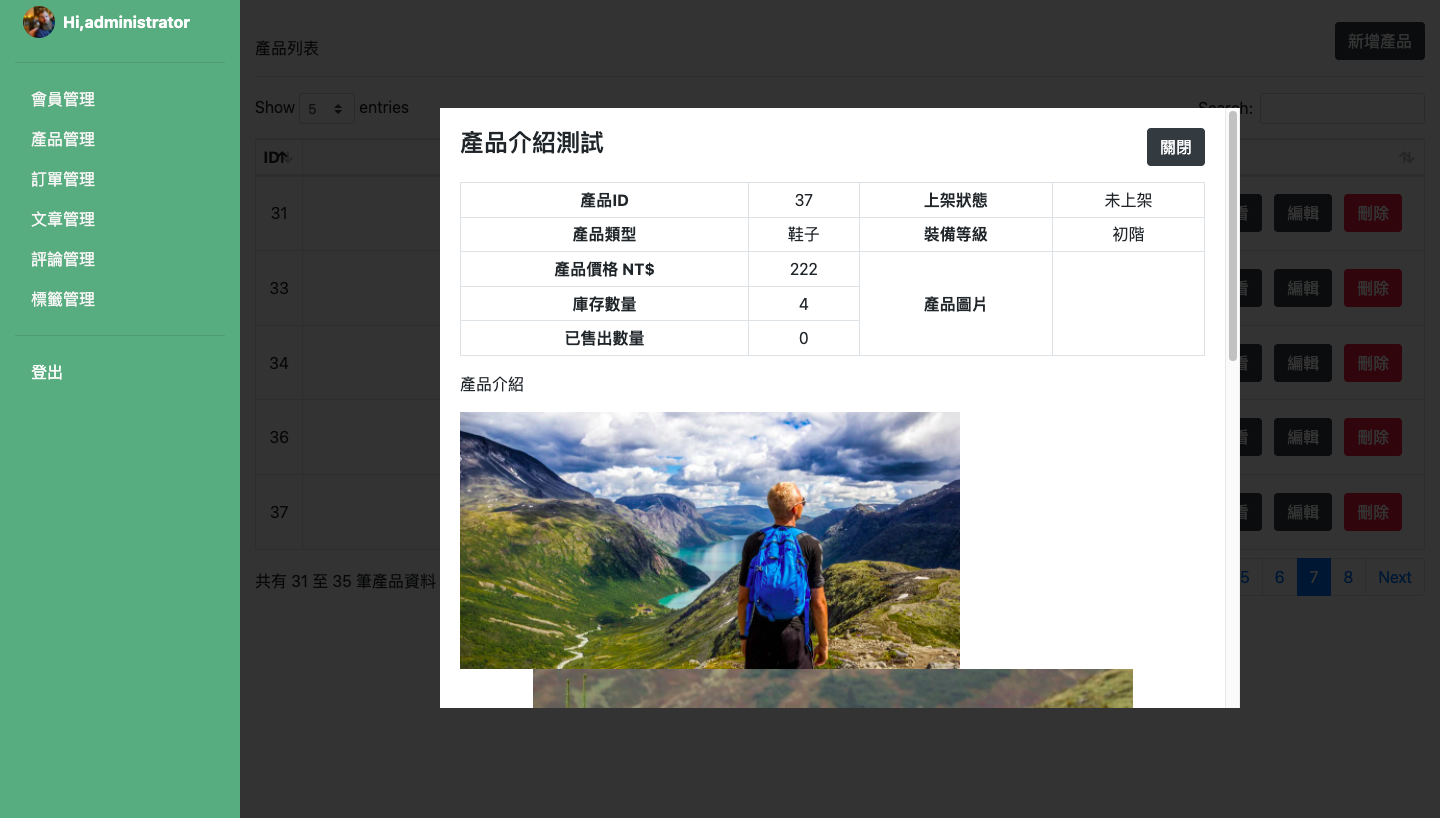 Hi,administrator
會員管理
產品管理
訂單管理
文章管理
評論管理
標籤管理
登出
產品列表
新增產品
Show 5 entries
Search:
ID
31
看 編輯 刪除
33
看 編輯 刪除
34
看 編輯 刪除
36
看 編輯 刪除
37
看 編輯 刪除
共有 31 至 35 筆產品資料
5 6 7 8 Next
產品介紹測試
關閉
產品ID 37 上架狀態 未上架
產品類型 鞋子 裝備等級 初階
產品價格 NT$ 222
庫存數量 4 產品圖片
已售出數量 0
產品介紹